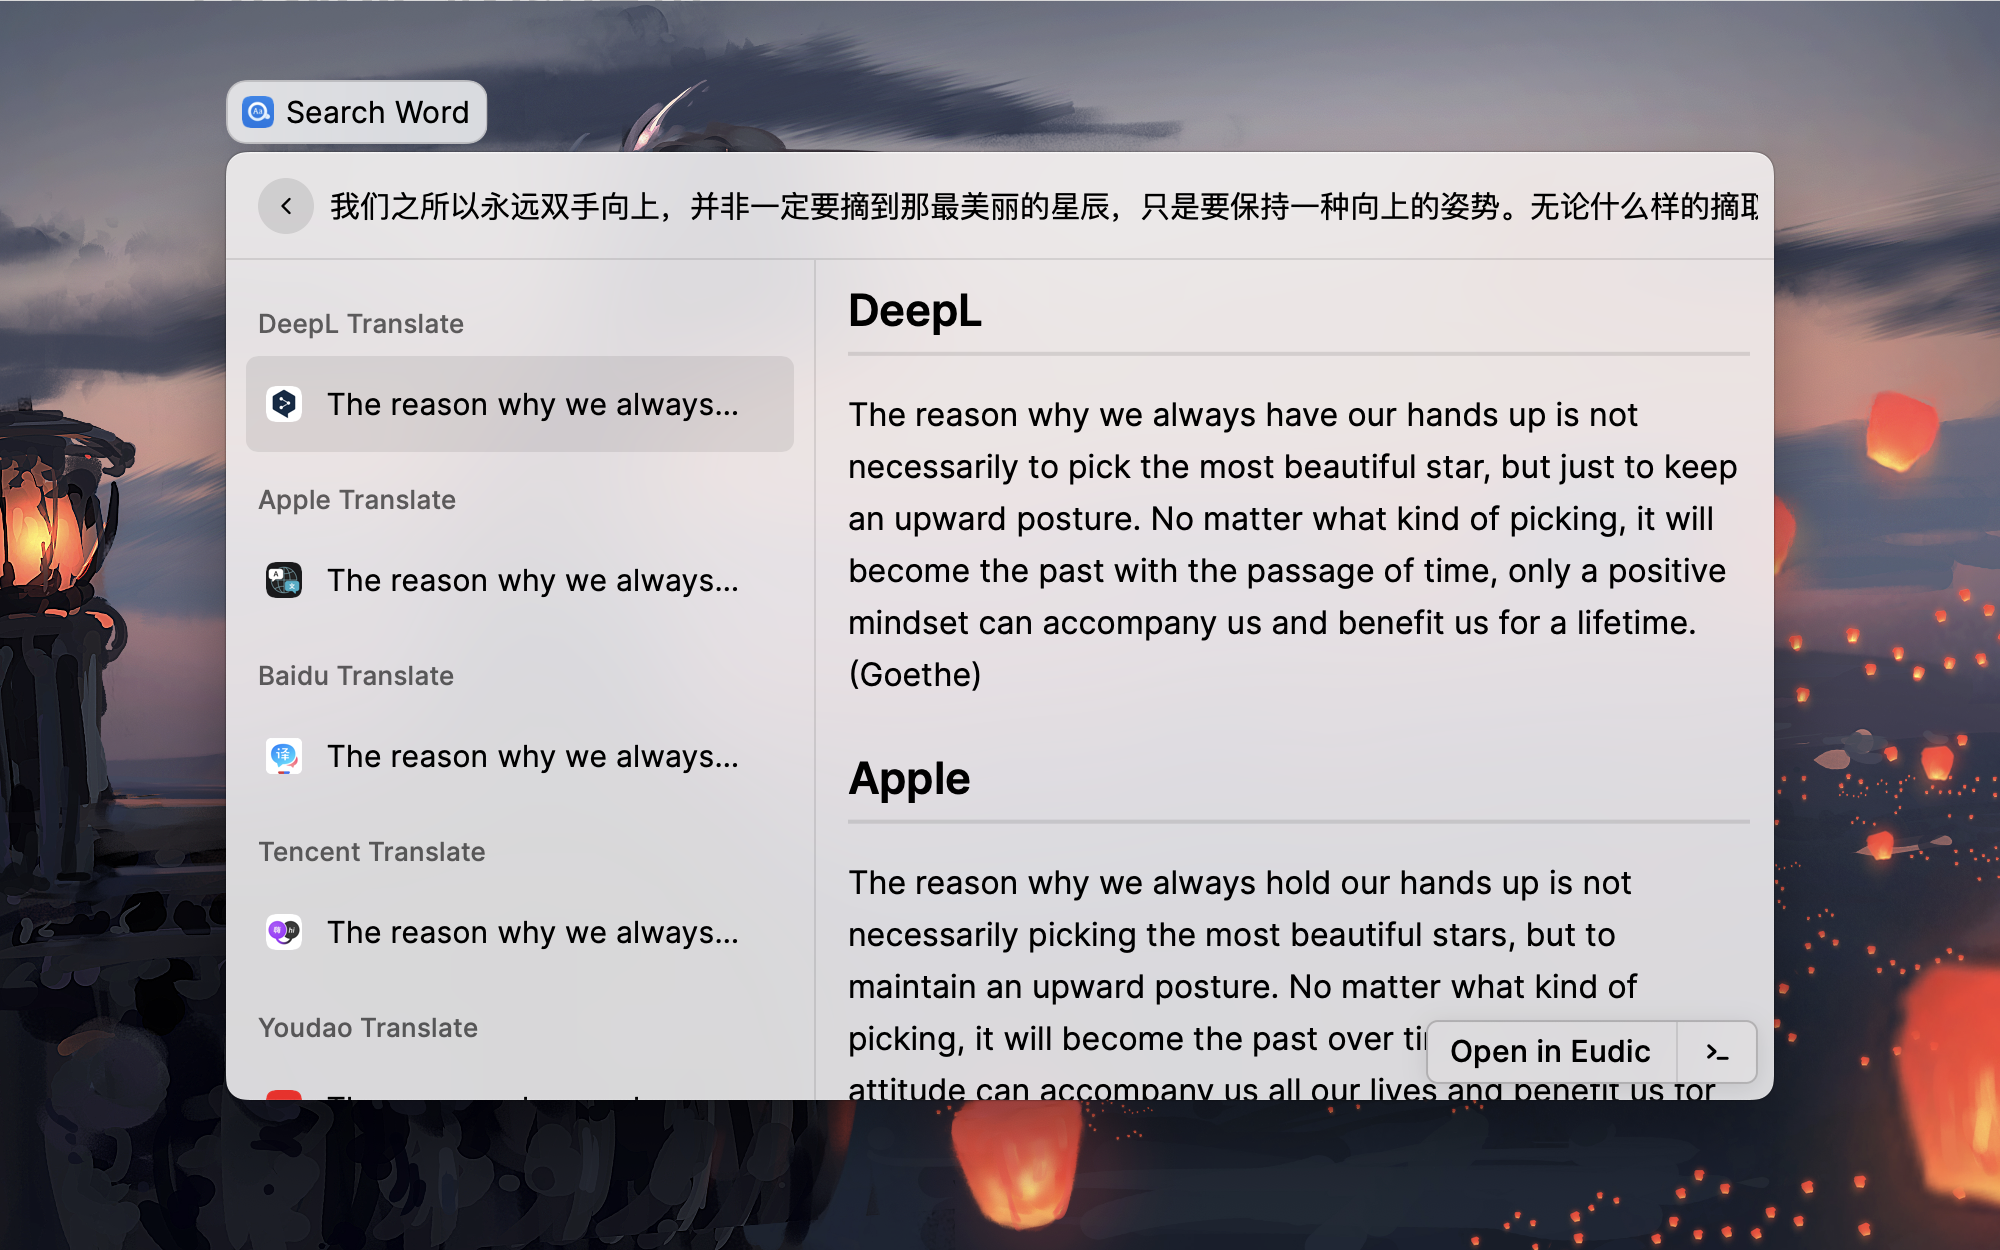 Search Word
我们之所以永远双手向上，并非一定要摘到那最美丽的星辰，只是要保持一种向上的姿势。无论什么样的摘取
DeepL Translate
The reason why we always...
Apple Translate
The reason why we always...
Baidu Translate
The reason why we always...
Tencent Translate
The reason why we always...
Youdao Translate
DeepL
The reason why we always have our hands up is not
necessarily to pick the most beautiful star, but just to keep
an upward posture. No matter what kind of picking, it will
become the past with the passage of time, only a positive
mindset can accompany us and benefit us for a lifetime.
(Goethe)
Apple
The reason why we always hold our hands up is not
necessarily picking the most beautiful stars, but to
maintain an upward posture. No matter what kind of
picking, it will become the past over
attitude can accompany us all our lives and benefit us for
Open in Eudic